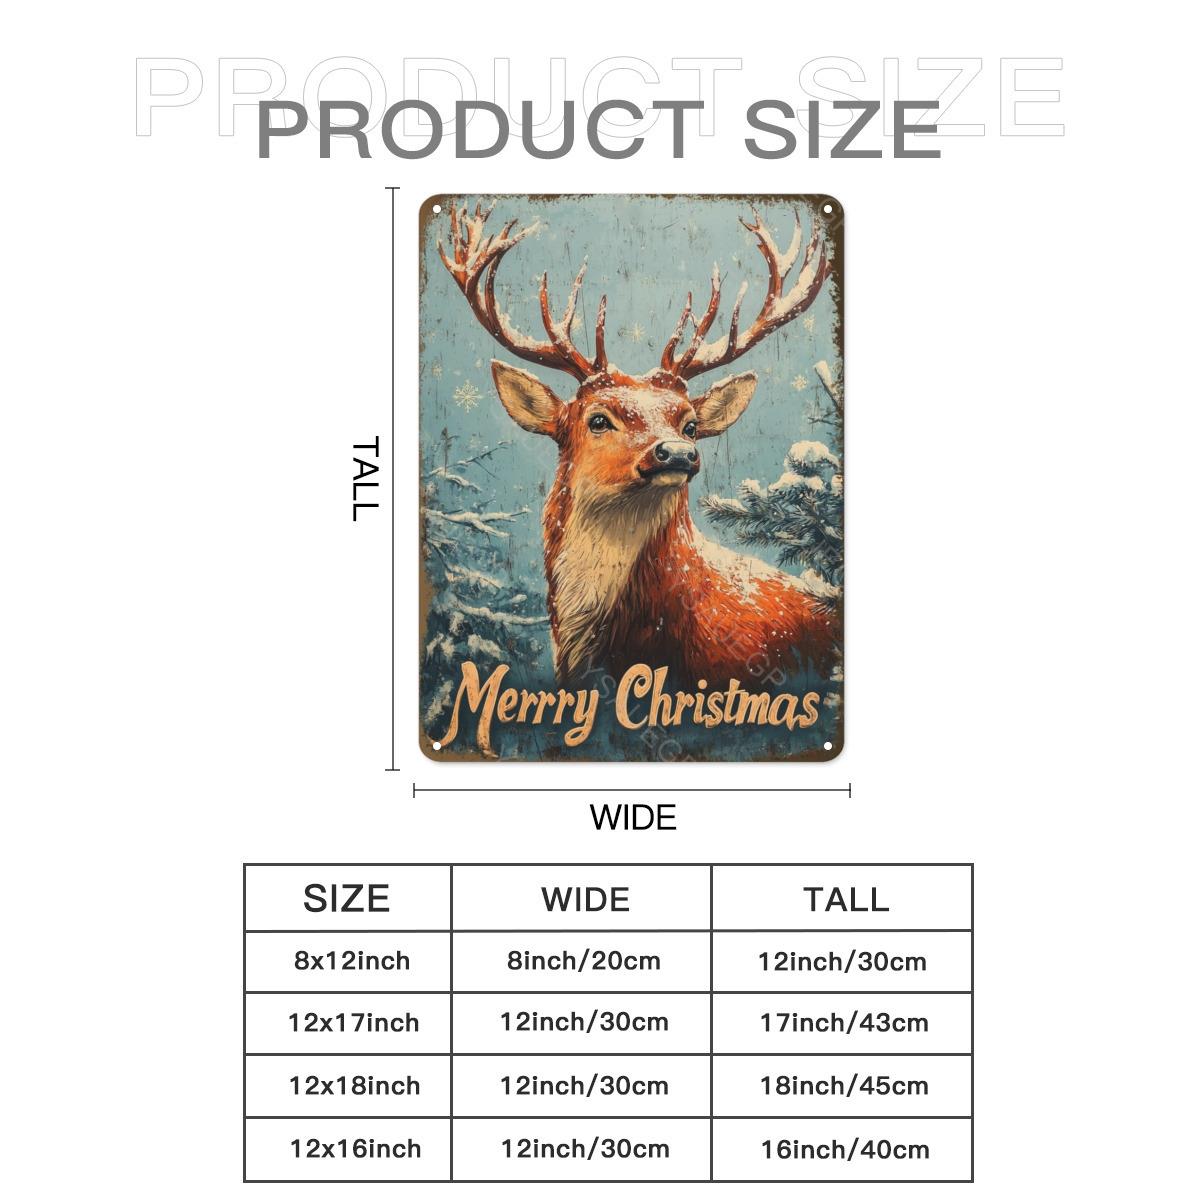 PRODUCT SIZE
PRODUCT SIZE
TALL
Merrry Christmas
WIDE
SIZE WIDE TALL
8x12inch 8inch/20cm 12inch/30cm
12x17inch 12inch/30cm 17inch/43cm
12x18inch 12inch/30cm 18inch/45cm
12x16inch 12inch/30cm 16inch/40cm